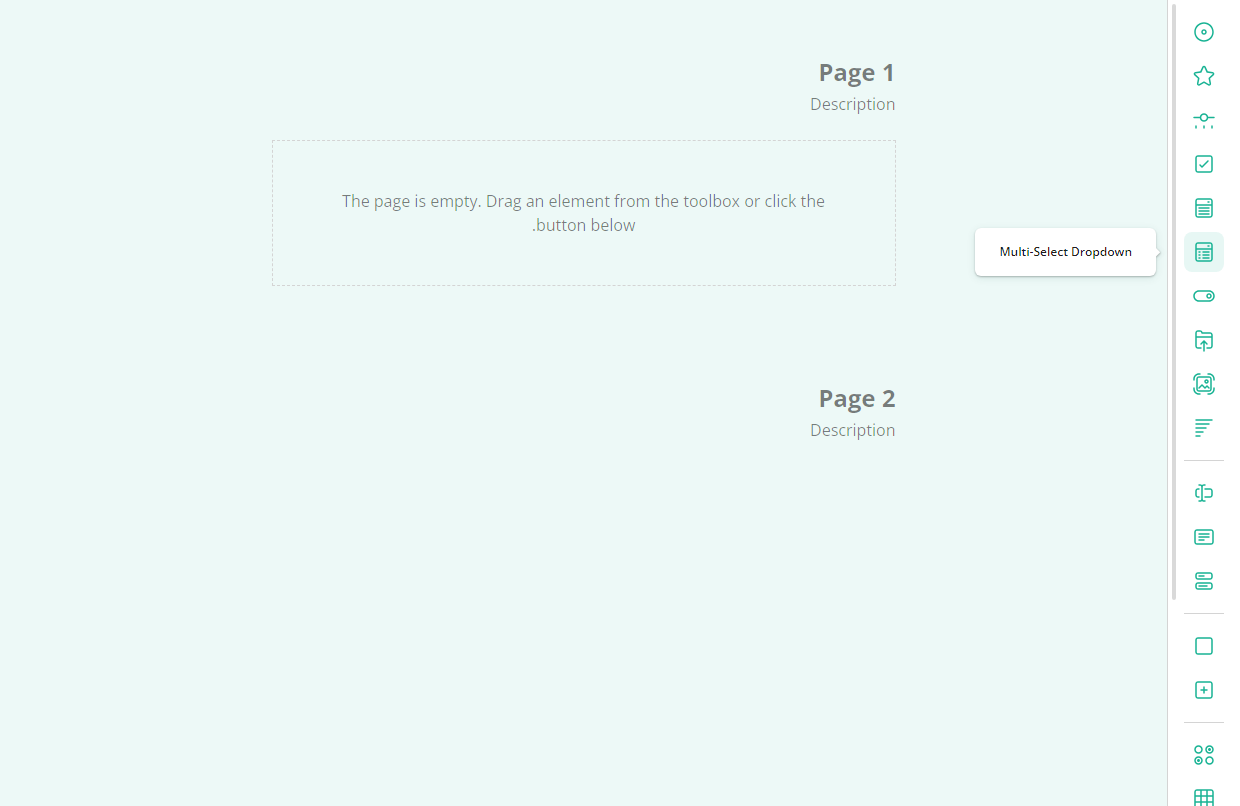 Page 1
Description
The page is empty. Drag an element from the toolbox or click the
.button below
Multi-Select Dropdown
Page 2
Description